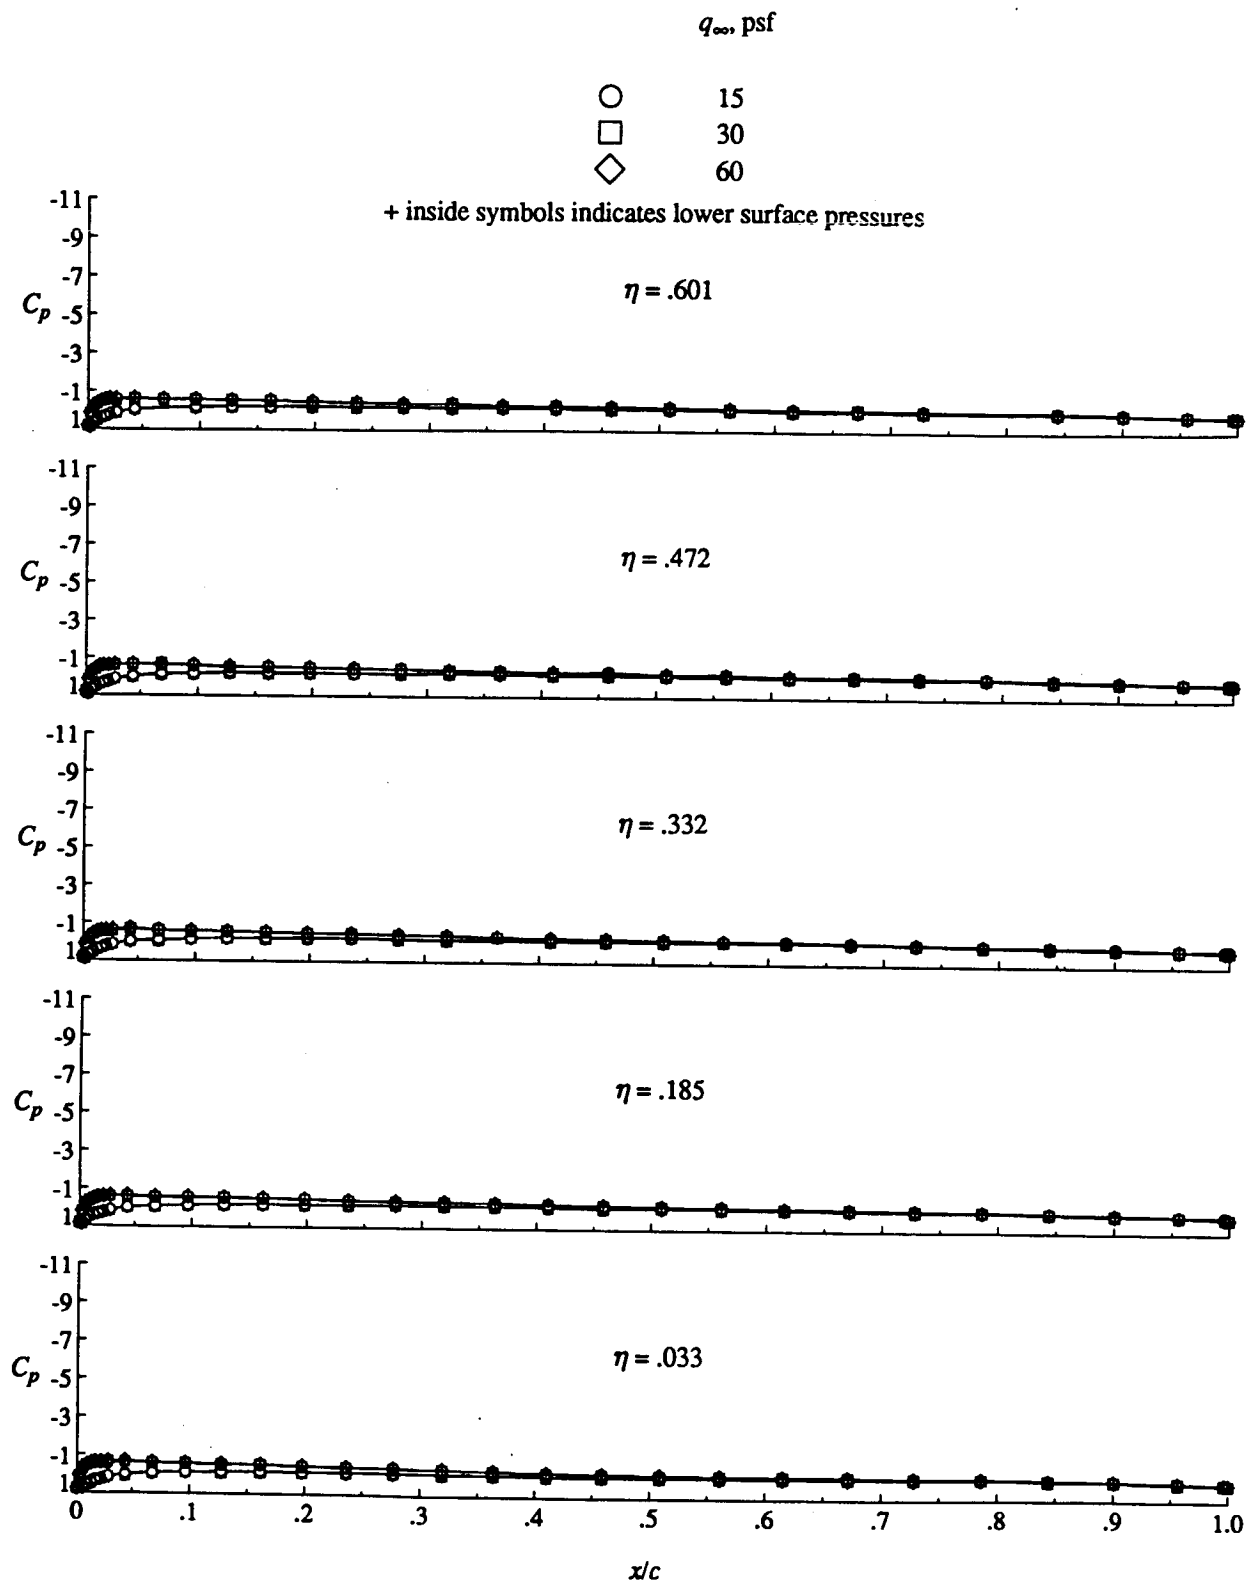 q∞, psf
15
30
60
+ inside symbols indicates lower surface pressures
-11
-9
-7
Cp -5
-3
-1
1
η = .601
-11
-9
-7
Cp -5
-3
-1
1
η = .472
-11
-9
-7
Cp -5
-3
-1
1
η = .332
-11
-9
-7
Cp -5
-3
-1
1
η = .185
-11
-9
-7
Cp -5
-3
-1
1
η = .033
0 .1 .2 .3 .4 .5 .6 .7 .8 .9 1.0
x/c